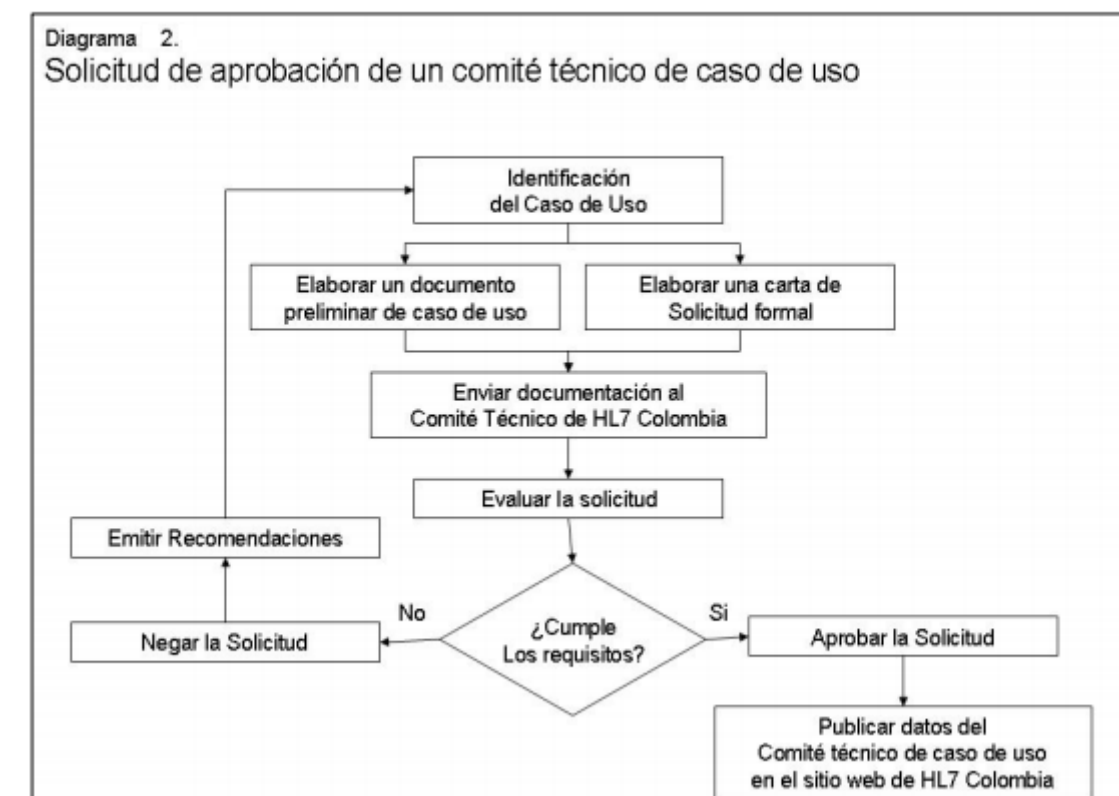 Diagrama 2.
Solicitud de aprobación de un comité técnico de caso de uso
Identificación
del Caso de Uso
Elaborar un documento
preliminar de caso de uso
Elaborar una carta de
Solicitud formal
Enviar documentación al
Comité Técnico de HL7 Colombia
Evaluar la solicitud
Emitir Recomendaciones
No
Si
¿Cumple
Los requisitos?
Negar la Solicitud
Aprobar la Solicitud
Publicar datos del
Comité técnico de caso de uso
en el sitio web de HL7 Colombia